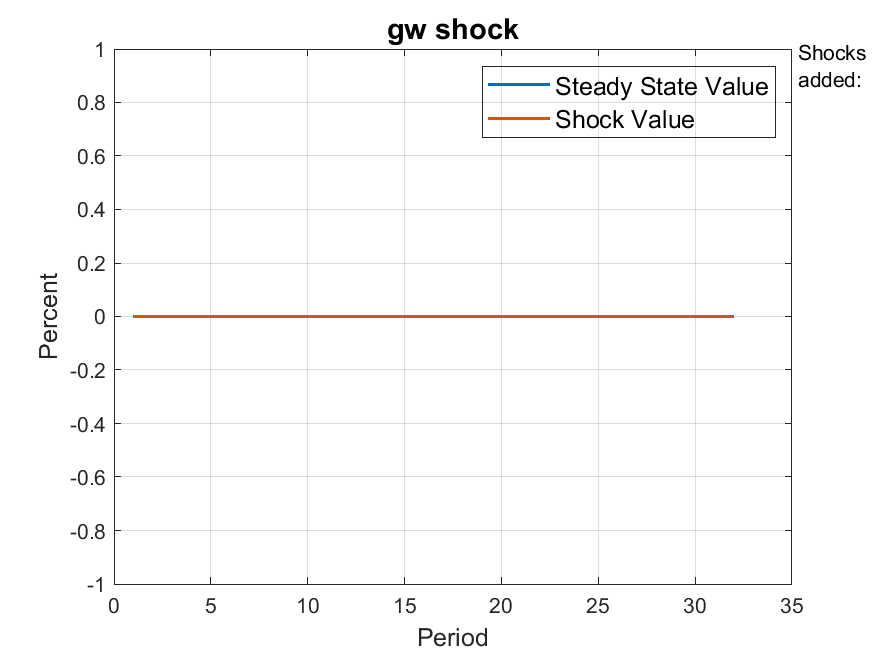 gw shock
Shocks
added:
Steady State Value
Shock Value
1
0.8
0.6
0.4
0.2
0
-0.2
-0.4
-0.6
-0.8
-1
Percent
0 5 10 15 20 25 30 35
Period